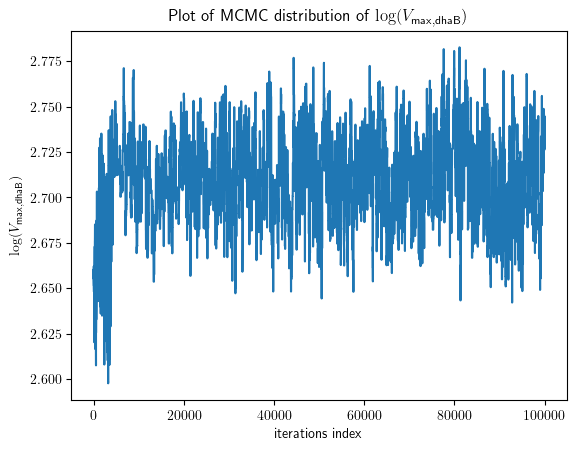 Plot of MCMC distribution of log(V_max,dhaB)
log(V_max,dhaB)
2.775
2.750
2.725
2.700
2.675
2.650
2.625
2.600
0 20000 40000 60000 80000 100000
iterations index